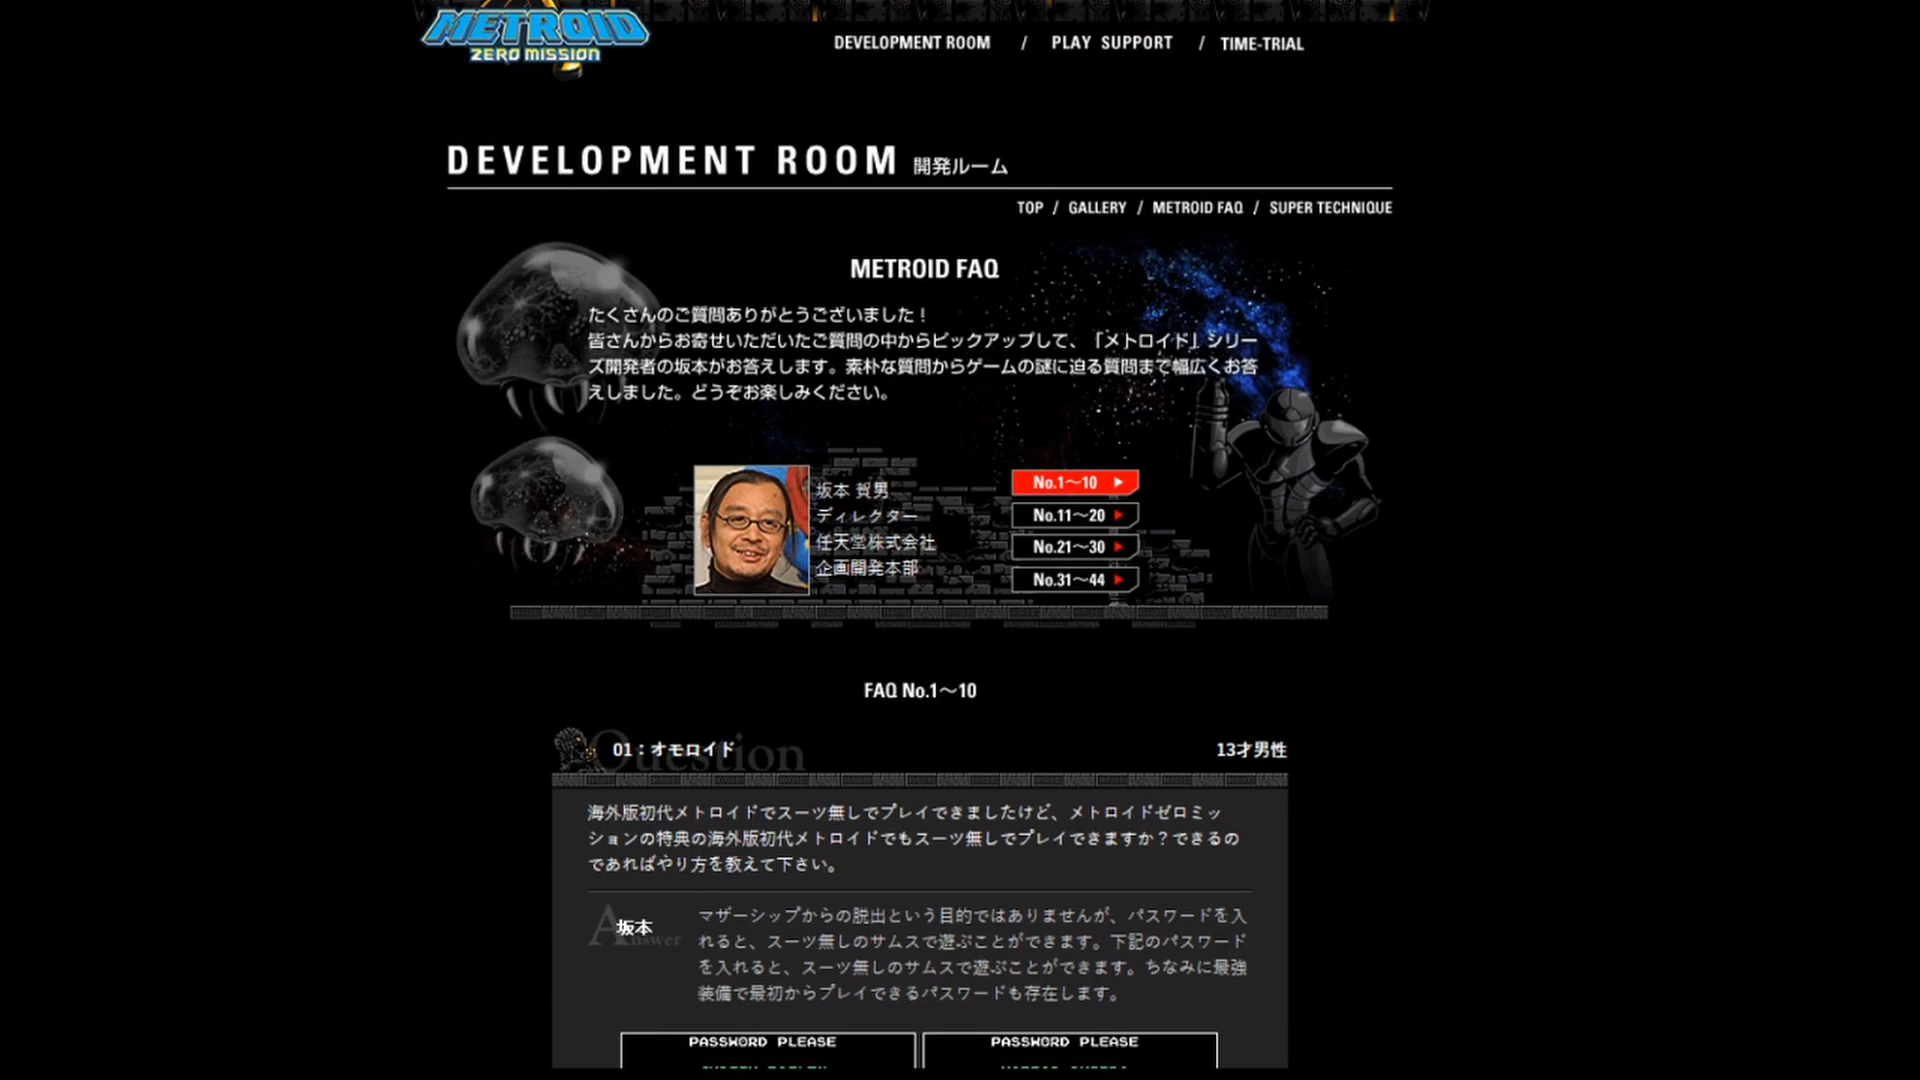 METROID
ZERO MISSION
DEVELOPMENT ROOM / PLAY SUPPORT / TIME-TRIAL
DEVELOPMENT ROOM 開発ルーム
TOP / GALLERY / METROID FAQ / SUPER TECHNIQUE
METROID FAQ
たくさんのご質問ありがとうございました！
皆さんからお寄せいただいたご質問の中からピックアップして、「メトロイド」シリー
ズ開発者の坂本がお答えします。素朴な質問からゲームの謎に迫る質問まで幅広くお答
えしました。どうぞお楽しみください。
坂本 賀男
ディレクター
任天堂株式会社
企画開発本部
No.1〜10
No.11〜20
No.21〜30
No.31〜44
FAQ No.1〜10
Question
01：オモロイド 13才男性
海外版初代メトロイドでスーツ無しでプレイできましたけど、メトロイドゼロミッ
ションの特典の海外版初代メトロイドでもスーツ無しでプレイできますか？できるの
であればやり方を教えて下さい。
Answer
坂本
マザーシップからの脱出という目的ではありませんが、パスワードを入
れると、スーツ無しのサムスで遊ぶことができます。下記のパスワード
を入れると、スーツ無しのサムスで遊ぶことができます。ちなみに最強
装備で最初からプレイできるパスワードも存在します。
PASSWORD PLEASE PASSWORD PLEASE